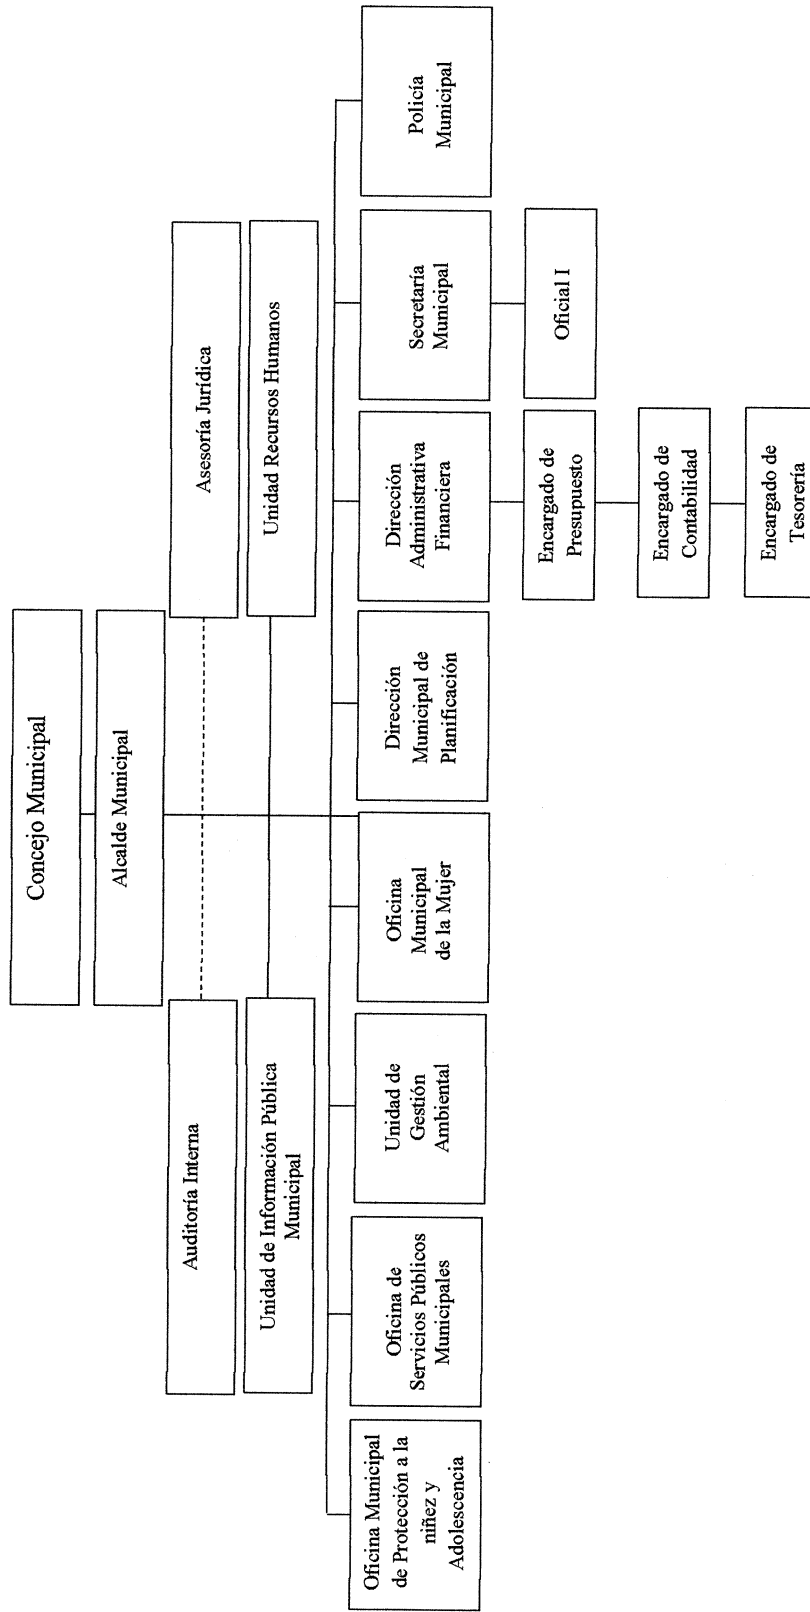 Concejo Municipal
Alcalde Municipal
Auditoría Interna
Asesoría Jurídica
Unidad de Información Pública
Municipal
Unidad Recursos Humanos
Oficina Municipal
de Protección a la
niñez y
Adolescencia
Oficina de
Servicios Públicos
Municipales
Unidad de
Gestión
Ambiental
Oficina
Municipal
de la Mujer
Dirección
Municipal de
Planificación
Dirección
Administrativa
Financiera
Secretaría
Municipal
Policía
Municipal
Encargado de
Presupuesto
Oficial I
Encargado de
Contabilidad
Encargado de
Tesorería